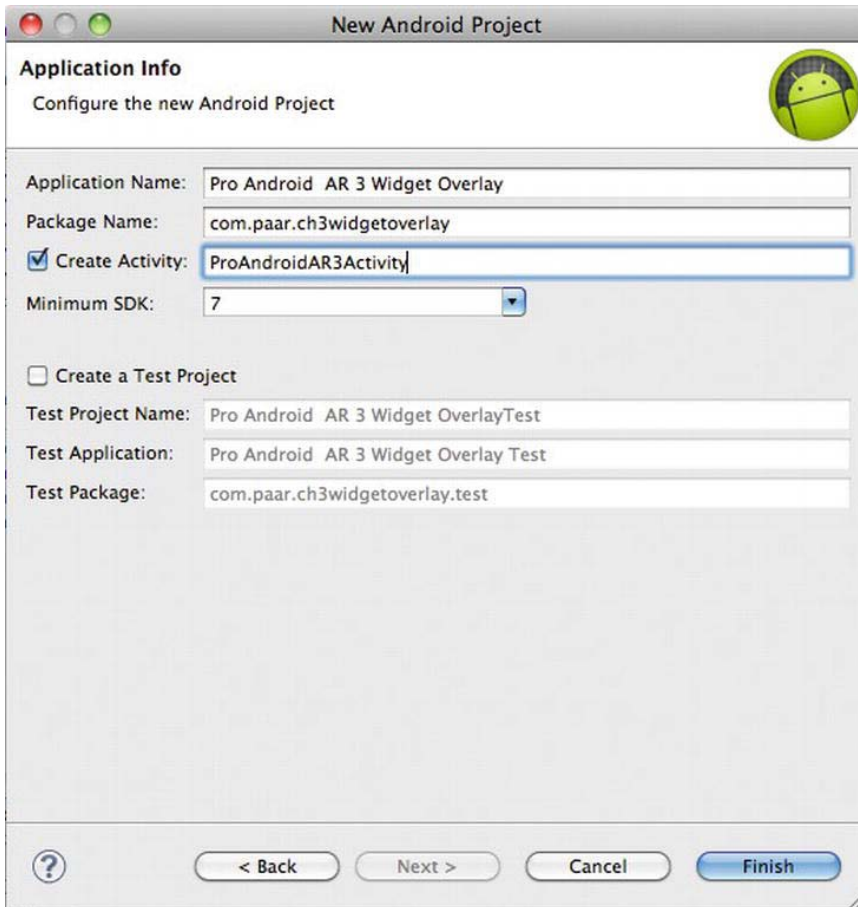 New Android Project
Application Info
Configure the new Android Project
Application Name: Pro Android  AR 3 Widget Overlay
Package Name: com.paar.ch3widgetoverlay
Create Activity: ProAndroidAR3Activity
Minimum SDK: 7
Create a Test Project
Test Project Name: Pro Android  AR 3 Widget OverlayTest
Test Application: Pro Android  AR 3 Widget Overlay Test
Test Package: com.paar.ch3widgetoverlay.test
? < Back Next > Cancel Finish